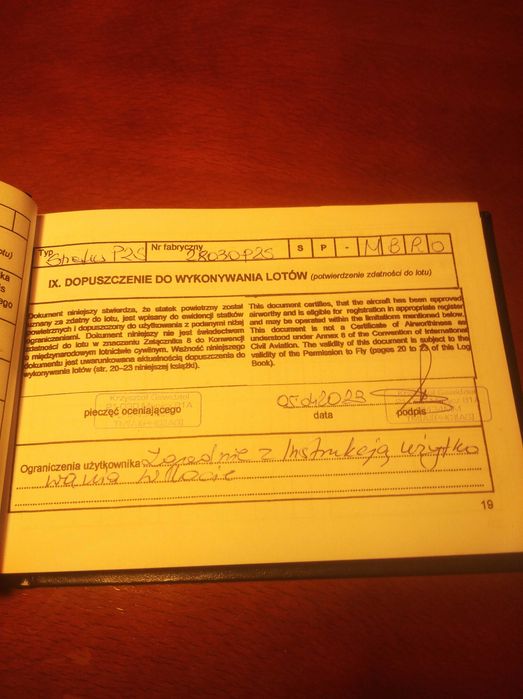 Typ Stratus P2S Nr fabryczny 2R030P2S S P - M B R O
IX. DOPUSZCZENIE DO WYKONYWANIA LOTÓW (potwierdzenie zdatności do lotu)
Dokument niniejszy stwierdza, że statek powietrzny został
uznany za zdatny do lotu, jest wpisany do ewidencji statków
powietrznych i dopuszczony do użytkowania z podanymi niżej
ograniczeniami. Dokument niniejszy nie jest świadectwem
zdatności do lotu w znaczeniu Załącznika 8 do Konwencji
o międzynarodowym lotnictwie cywilnym. Ważność niniejszego
dokumentu jest uwarunkowana aktualnością dopuszczenia do
wykonywania lotów (str. 20–23 niniejszej książki).
This document certifies, that the aircraft has been approved
airworthy and is eligible for registration in appropriate register
and may be operated within the limitations mentioned below.
This document is not a Certificate of Airworthiness as
understood under Annex 8 of the Convention of International
Civil Aviation. The validity of this document is subject to the
validity of the Permission to Fly (pages 20 to 23 of this Log
Book).
Krzysztof
pieczęć oceniającego
2023
data
podpis
Ograniczenia użytkownika zgodnie z Instrukcją użytko
wania w locie
19